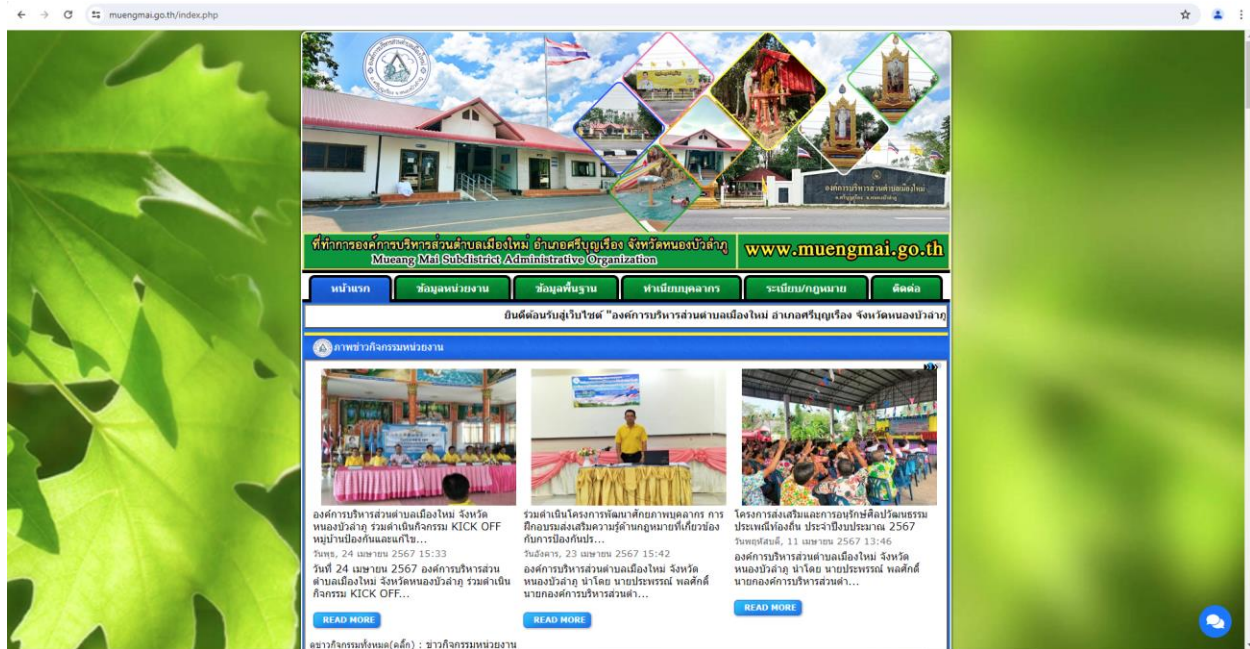 muengmai.go.th/index.php
องค์การบริหารส่วนตำบลเมืองใหม่
ที่ทำการองค์การบริหารส่วนตำบลเมืองใหม่ อำเภอศรีบุญเรือง จังหวัดหนองบัวลำภู
Mueang Mai Subdistrict Administrative Organization
www.muengmai.go.th
หน้าแรก
ข้อมูลหน่วยงาน
ข้อมูลพื้นฐาน
ทำเนียบบุคลากร
ระเบียบ/กฎหมาย
ติดต่อ
ยินดีต้อนรับสู่เว็บไซต์ "องค์การบริหารส่วนตำบลเมืองใหม่ อำเภอศรีบุญเรือง จังหวัดหนองบัวลำภู
ภาพข่าวกิจกรรมหน่วยงาน
องค์การบริหารส่วนตำบลเมืองใหม่ จังหวัด
หนองบัวลำภู ร่วมดำเนินกิจกรรม KICK OFF
หมู่บ้านป้องกันและแก้ไข...
วันพุธ, 24 เมษายน 2567 15:33
วันที่ 24 เมษายน 2567 องค์การบริหารส่วน
ตำบลเมืองใหม่ จังหวัดหนองบัวลำภู ร่วมดำเนิน
กิจกรรม KICK OFF...
READ MORE
ร่วมดำเนินโครงการพัฒนาศักยภาพบุคลากร การ
ฝึกอบรมส่งเสริมความรู้ด้านกฎหมายที่เกี่ยวข้อง
กับการป้องกันปร...
วันอังคาร, 23 เมษายน 2567 15:42
องค์การบริหารส่วนตำบลเมืองใหม่ จังหวัด
หนองบัวลำภู นำโดย นายประพรรณ์ พลศักดิ์
นายกองค์การบริหารส่วนตำ...
READ MORE
โครงการส่งเสริมและการอนุรักษ์ศิลปวัฒนธรรม
ประเพณีท้องถิ่น ประจำปีงบประมาณ 2567
วันพฤหัสบดี, 11 เมษายน 2567 13:46
องค์การบริหารส่วนตำบลเมืองใหม่ จังหวัด
หนองบัวลำภู นำโดย นายประพรรณ์ พลศักดิ์
นายกองค์การบริหารส่วนตำ...
READ MORE
ดูข่าวกิจกรรมทั้งหมด(คลิ๊ก) : ข่าวกิจกรรมหน่วยงาน